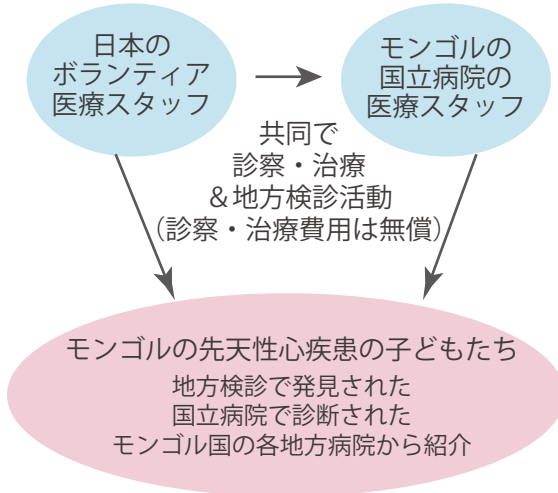 日本の
ボランティア
医療スタッフ
モンゴルの
国立病院の
医療スタッフ
共同で
診察・治療
＆地方検診活動
（診察・治療費用は無償）
モンゴルの先天性心疾患の子どもたち
地方検診で発見された
国立病院で診断された
モンゴル国の各地方病院から紹介